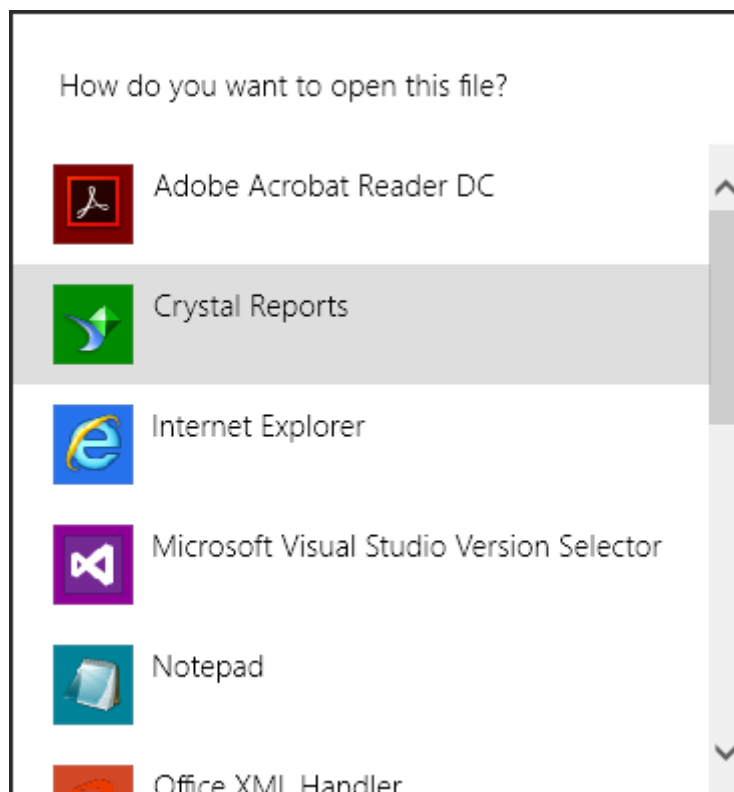 How do you want to open this file?
Adobe Acrobat Reader DC
Crystal Reports
Internet Explorer
Microsoft Visual Studio Version Selector
Notepad
Office XML Handler